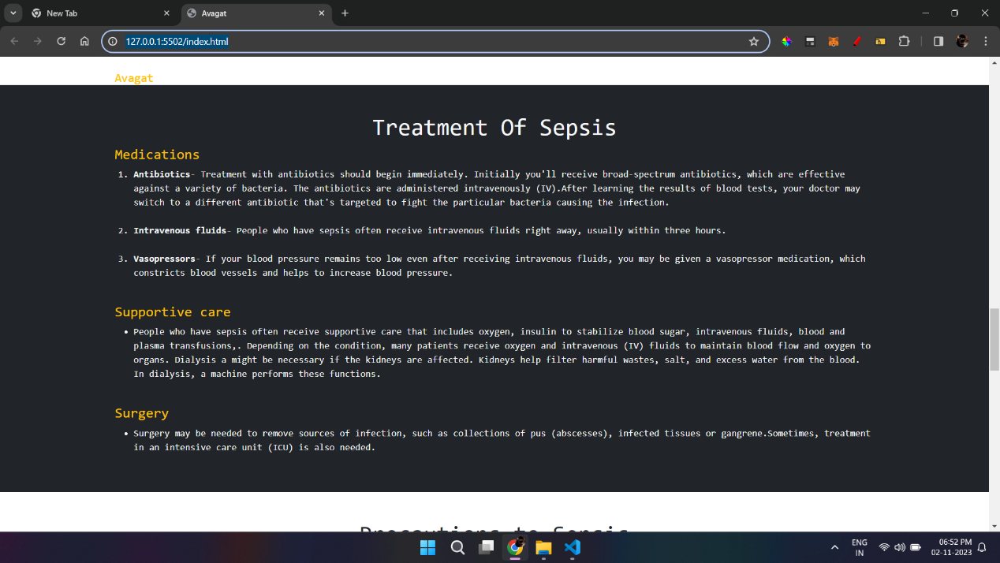 New Tab
Avagat
127.0.0.1:5502/index.html
Avagat
Treatment Of Sepsis
Medications
1. Antibiotics- Treatment with antibiotics should begin immediately. Initially you'll receive broad-spectrum antibiotics, which are effective
against a variety of bacteria. The antibiotics are administered intravenously (IV).After learning the results of blood tests, your doctor may
switch to a different antibiotic that's targeted to fight the particular bacteria causing the infection.
2. Intravenous fluids- People who have sepsis often receive intravenous fluids right away, usually within three hours.
3. Vasopressors- If your blood pressure remains too low even after receiving intravenous fluids, you may be given a vasopressor medication, which
constricts blood vessels and helps to increase blood pressure.
Supportive care
• People who have sepsis often receive supportive care that includes oxygen, insulin to stabilize blood sugar, intravenous fluids, blood and
plasma transfusions,. Depending on the condition, many patients receive oxygen and intravenous (IV) fluids to maintain blood flow and oxygen to
organs. Dialysis a might be necessary if the kidneys are affected. Kidneys help filter harmful wastes, salt, and excess water from the blood.
In dialysis, a machine performs these functions.
Surgery
• Surgery may be needed to remove sources of infection, such as collections of pus (abscesses), infected tissues or gangrene.Sometimes, treatment
in an intensive care unit (ICU) is also needed.
Precautions to Sepsis
ENG
IN
06:52 PM
02-11-2023